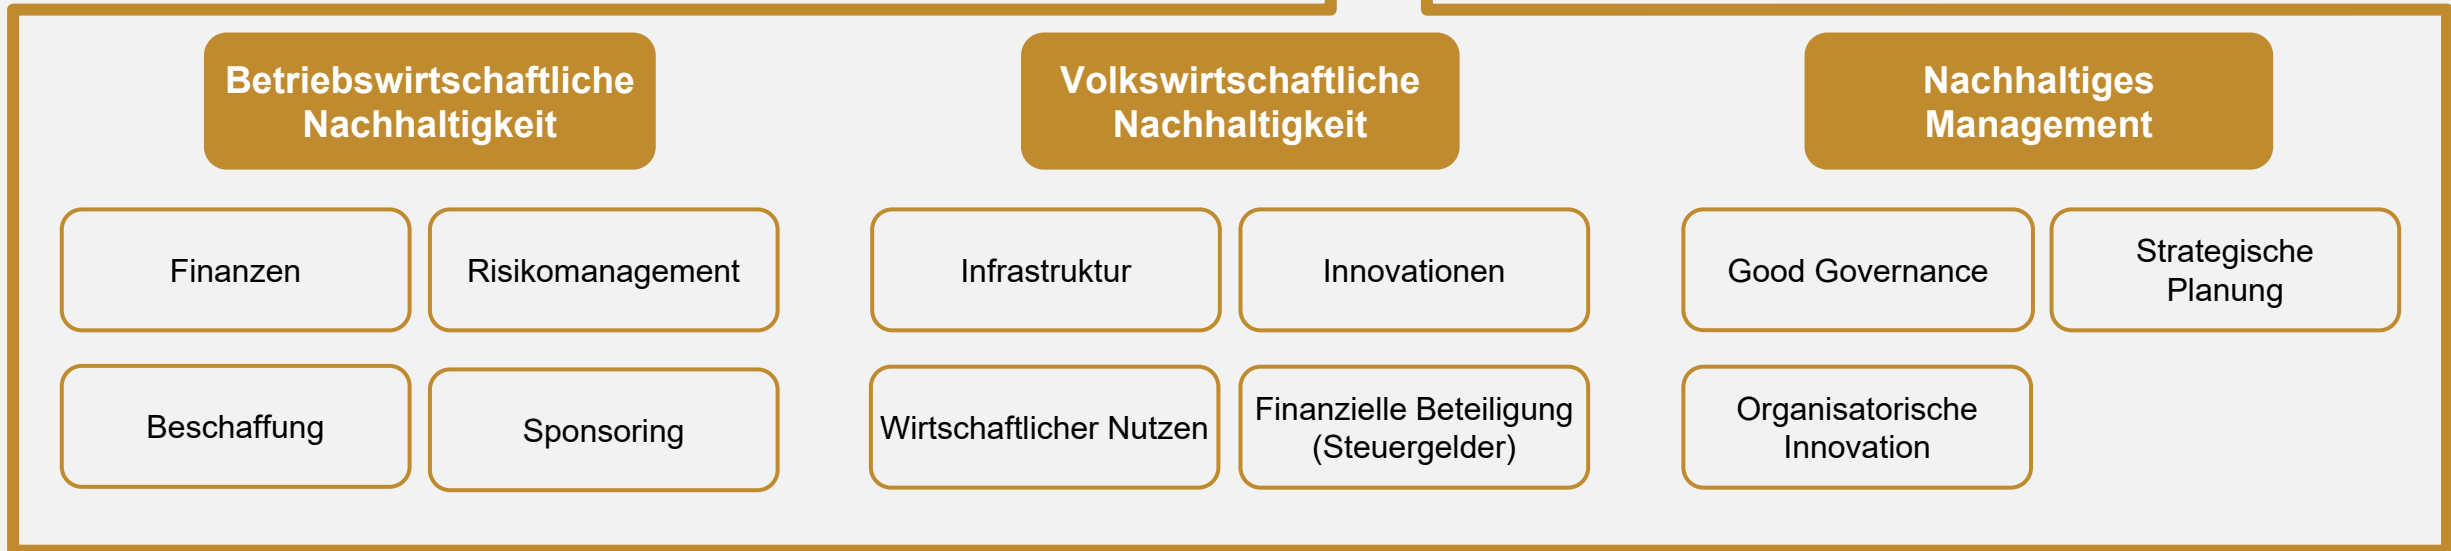 Betriebswirtschaftliche
Nachhaltigkeit
Finanzen
Risikomanagement
Beschaffung
Sponsoring
Volkswirtschaftliche
Nachhaltigkeit
Infrastruktur
Innovationen
Wirtschaftlicher Nutzen
Finanzielle Beteiligung
(Steuergelder)
Nachhaltiges
Management
Good Governance
Strategische
Planung
Organisatorische
Innovation